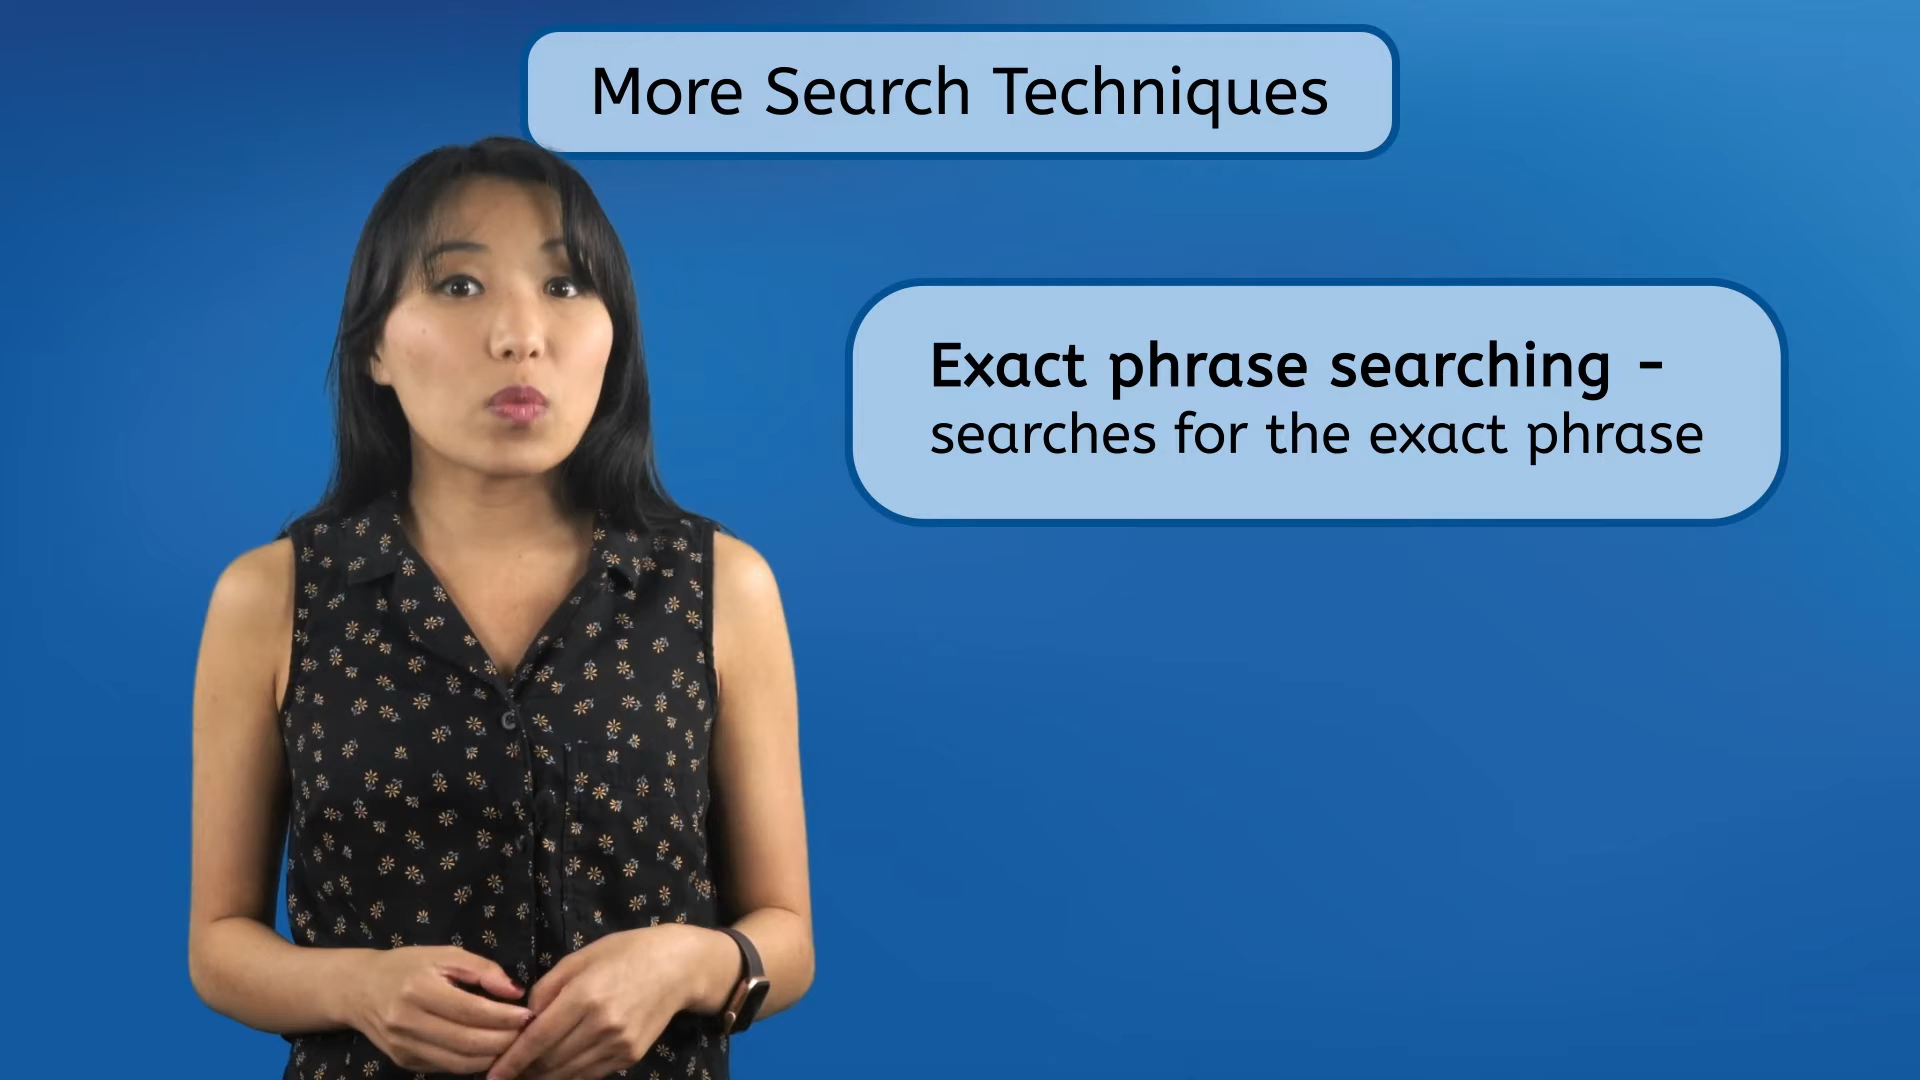 More Search Techniques
Exact phrase searching -
searches for the exact phrase